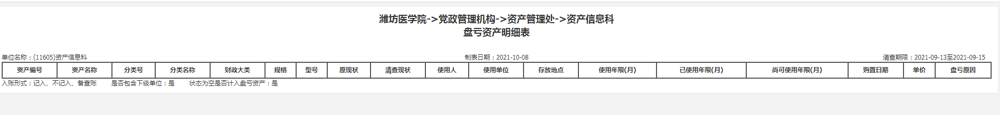 潍坊医学院->党政管理机构->资产管理处->资产信息科
盘亏资产明细表
单位名称：(11605)资产信息科 制表日期：2021-10-08 清查期限：2021-09-13至2021-09-15
资产编号 资产名称 分类号 分类名称 财政大类 规格 型号 原现状 清查现状 使用人 使用单位 存放地点 使用年限(月) 已使用年限(月) 尚可使用年限(月) 购置日期 单价 盘亏原因
入账形式：记入、不记入、备查账 是否包含下级单位：是 状态为空是否计入盘亏资产：是